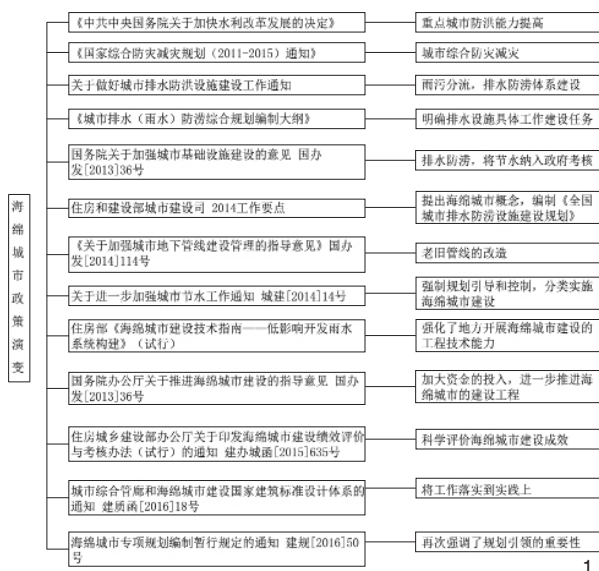 海绵城市政策演变
《中共中央国务院关于加快水利改革发展的决定》
重点城市防洪能力提高
《国家综合防灾减灾规划（2011-2015）通知》
城市综合防灾减灾
关于做好城市排水防洪设施建设工作通知
雨污分流，排水防涝体系建设
《城市排水（雨水）防涝综合规划编制大纲》
明确排水设施具体工作建设任务
国务院关于加强城市基础设施建设的意见 国办
发[2013]36号
排水防涝，将节水纳入政府考核
住房和建设部城市建设司 2014工作要点
提出海绵城市概念，编制《全国
城市排水防涝设施建设规划》
《关于加强城市地下管线建设管理的指导意见》国办
发[2014]114号
老旧管线的改造
关于进一步加强城市节水工作通知 城建[2014]14号
强制规划引导和控制，分类实施
海绵城市建设
住房部《海绵城市建设技术指南——低影响开发雨水
系统构建》（试行）
强化了地方开展海绵城市建设的
工程技术能力
国务院办公厅关于推进海绵城市建设的指导意见 国办
发[2013]36号
加大资金的投入，进一步推进海
绵城市的建设工程
住房城乡建设部办公厅关于印发海绵城市建设绩效评价
与考核办法（试行）的通知 建办城函[2015]635号
科学评价海绵城市建设成效
城市综合管廊和海绵城市建设国家建筑标准设计体系的
通知 建质函[2016]18号
将工作落实到实践上
海绵城市专项规划编制暂行规定的通知 建规[2016]50
号
再次强调了规划引领的重要性
1